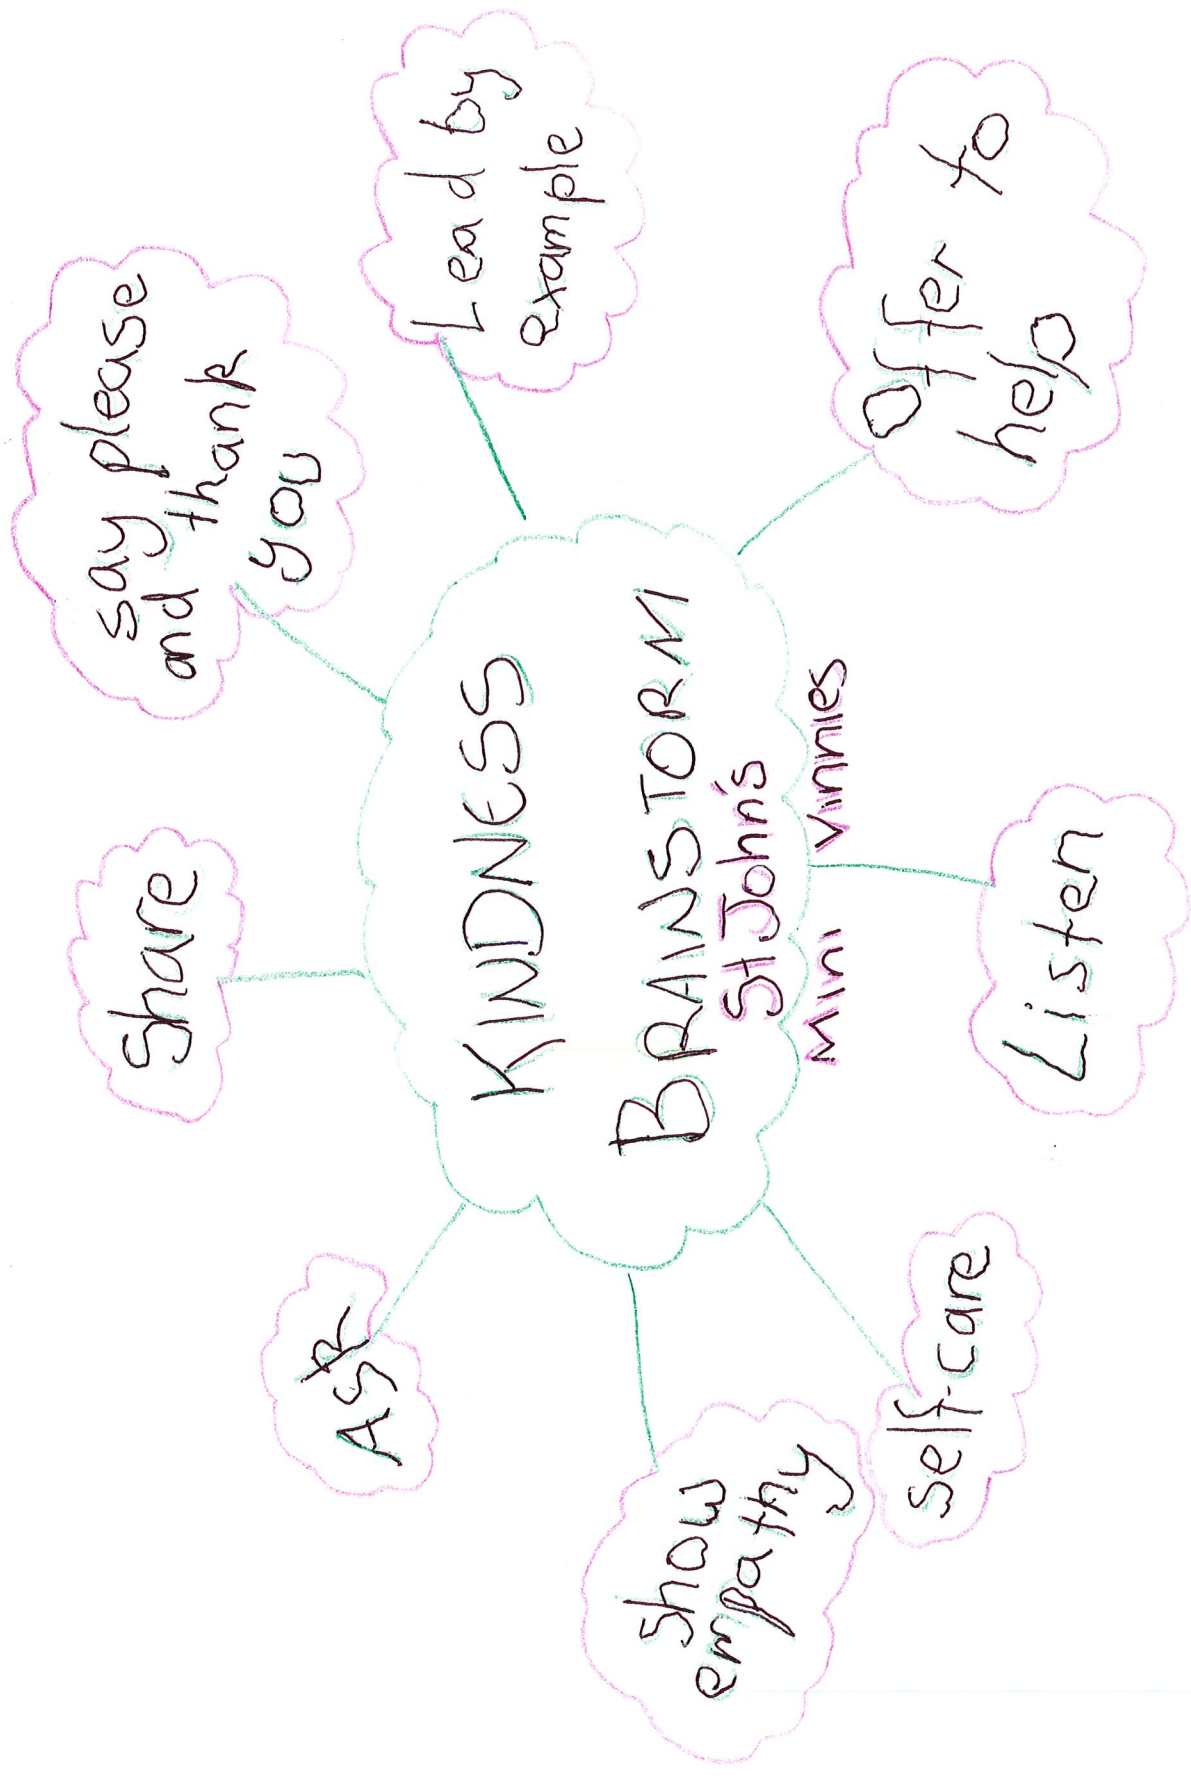 KINDNESS
BRAINSTORM
St John's
Mini Vinnies
Ask
Share
say please
and thank
you
Lead by
example
Offer to
help
Listen
Self-care
Show
empathy